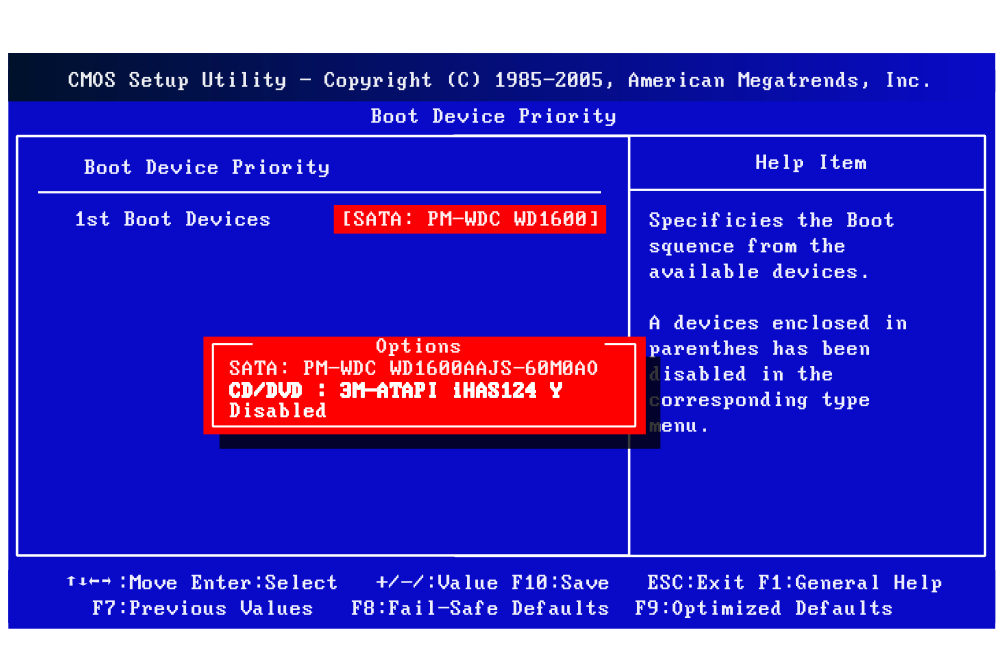 CMOS Setup Utility - Copyright (C) 1985-2005, American Megatrends, Inc.
Boot Device Priority
Boot Device Priority
1st Boot Devices [SATA: PM-WDC WD1600]
Options
SATA: PM-WDC WD1600AAJS-60M0A0
CD/DVD : 3M-ATAPI iHAS124 Y
Disabled
Help Item
Specificies the Boot
squence from the
available devices.
A devices enclosed in
parenthes has been
disabled in the
corresponding type
menu.
↑↓←→:Move Enter:Select +/-/:Value F10:Save ESC:Exit F1:General Help
F7:Previous Values F8:Fail-Safe Defaults F9:Optimized Defaults